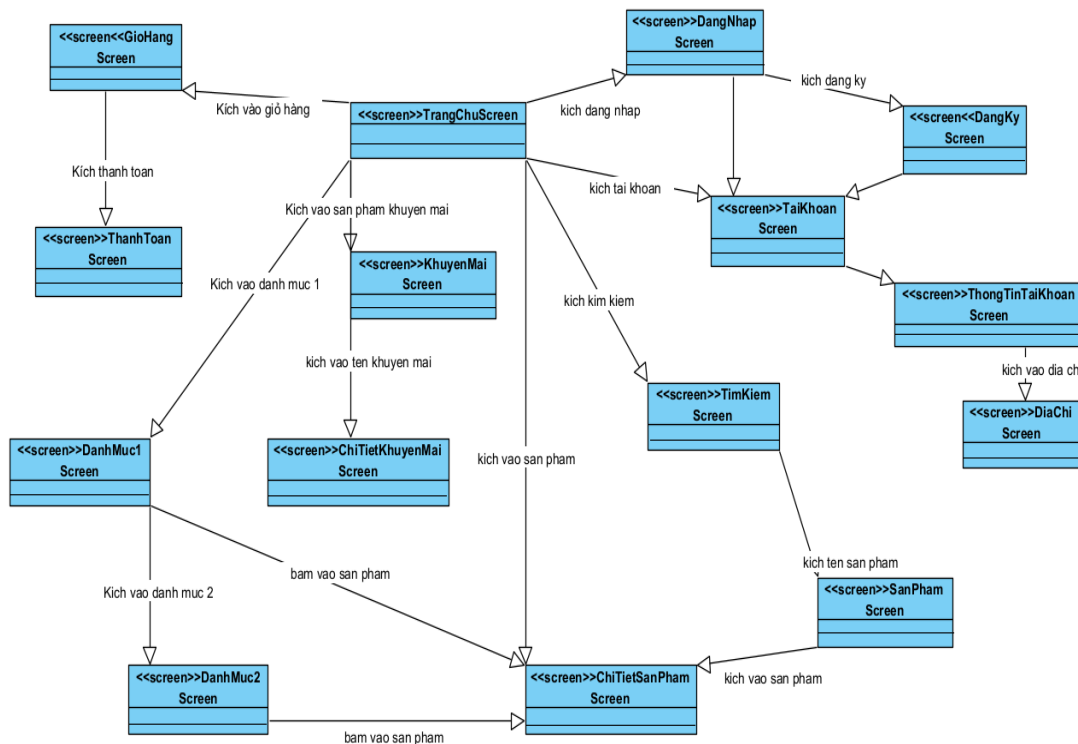 <<screen<<GioHang
Screen
<<screen>>DangNhap
Screen
kich dang ky
Kích vào giỏ hàng
<<screen>>TrangChuScreen
kich dang nhap
<<screen<<DangKy
Screen
Kích thanh toan
kich tai khoan
Kich vao san pham khuyen mai
<<screen>>TaiKhoan
Screen
<<screen>>ThanhToan
Screen
<<screen>>KhuyenMai
Screen
Kich vao danh muc 1
kich kim kiem
<<screen>>ThongTinTaiKhoan
Screen
kich vao ten khuyen mai
kich vao dia ch
<<screen>>TimKiem
Screen
<<screen>>DiaChi
Screen
<<screen>>DanhMuc1
Screen
<<screen>>ChiTietKhuyenMai
Screen
kich vao san pham
bam vao san pham
kich ten san pham
Kich vao danh muc 2
<<screen>>SanPham
Screen
<<screen>>DanhMuc2
Screen
<<screen>>ChiTietSanPham
Screen
kich vao san pham
bam vao san pham